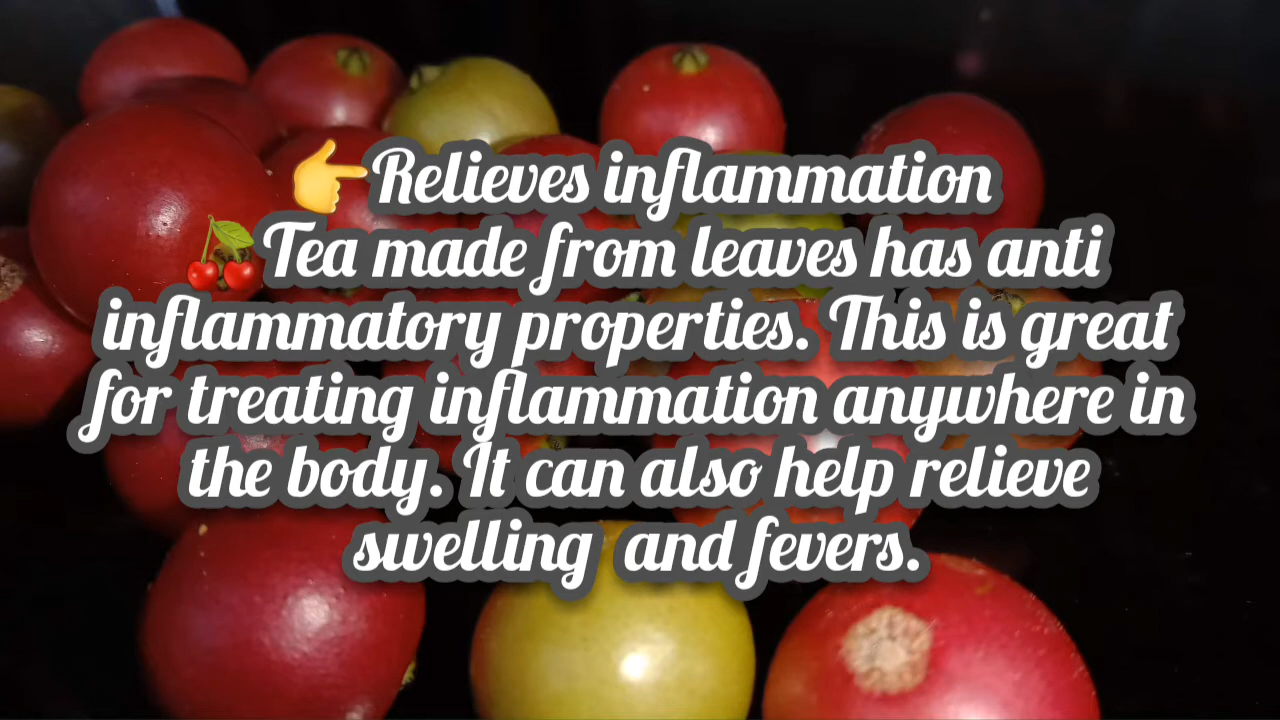 👉Relieves inflammation
🍒Tea made from leaves has anti
inflammatory properties. This is great
for treating inflammation anywhere in
the body. It can also help relieve
swelling  and fevers.